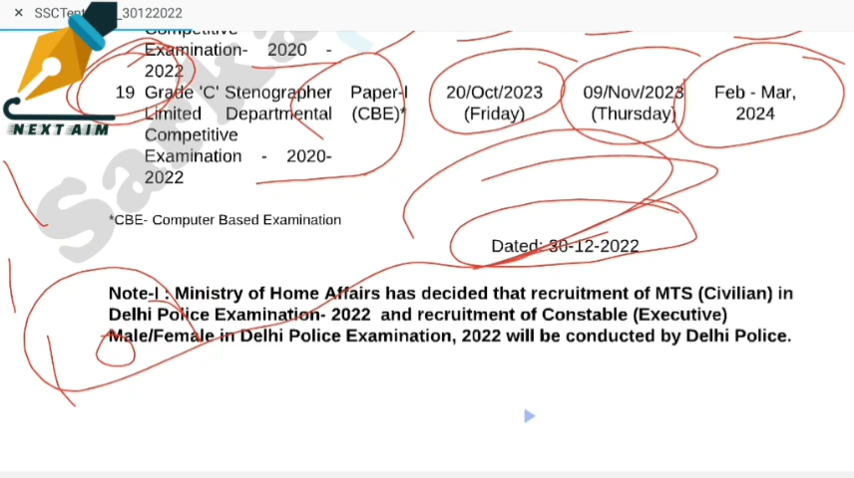 × SSCTent 30122022
Competitive
Examination- 2020 -
2022
19 Grade 'C' Stenographer Paper-I 20/Oct/2023 09/Nov/2023 Feb - Mar,
Limited Departmental (CBE)* (Friday) (Thursday) 2024
Competitive
Examination - 2020-
2022
NEXT AIM
*CBE- Computer Based Examination
Dated: 30-12-2022
Note-I : Ministry of Home Affairs has decided that recruitment of MTS (Civilian) in
Delhi Police Examination- 2022 and recruitment of Constable (Executive)
Male/Female in Delhi Police Examination, 2022 will be conducted by Delhi Police.